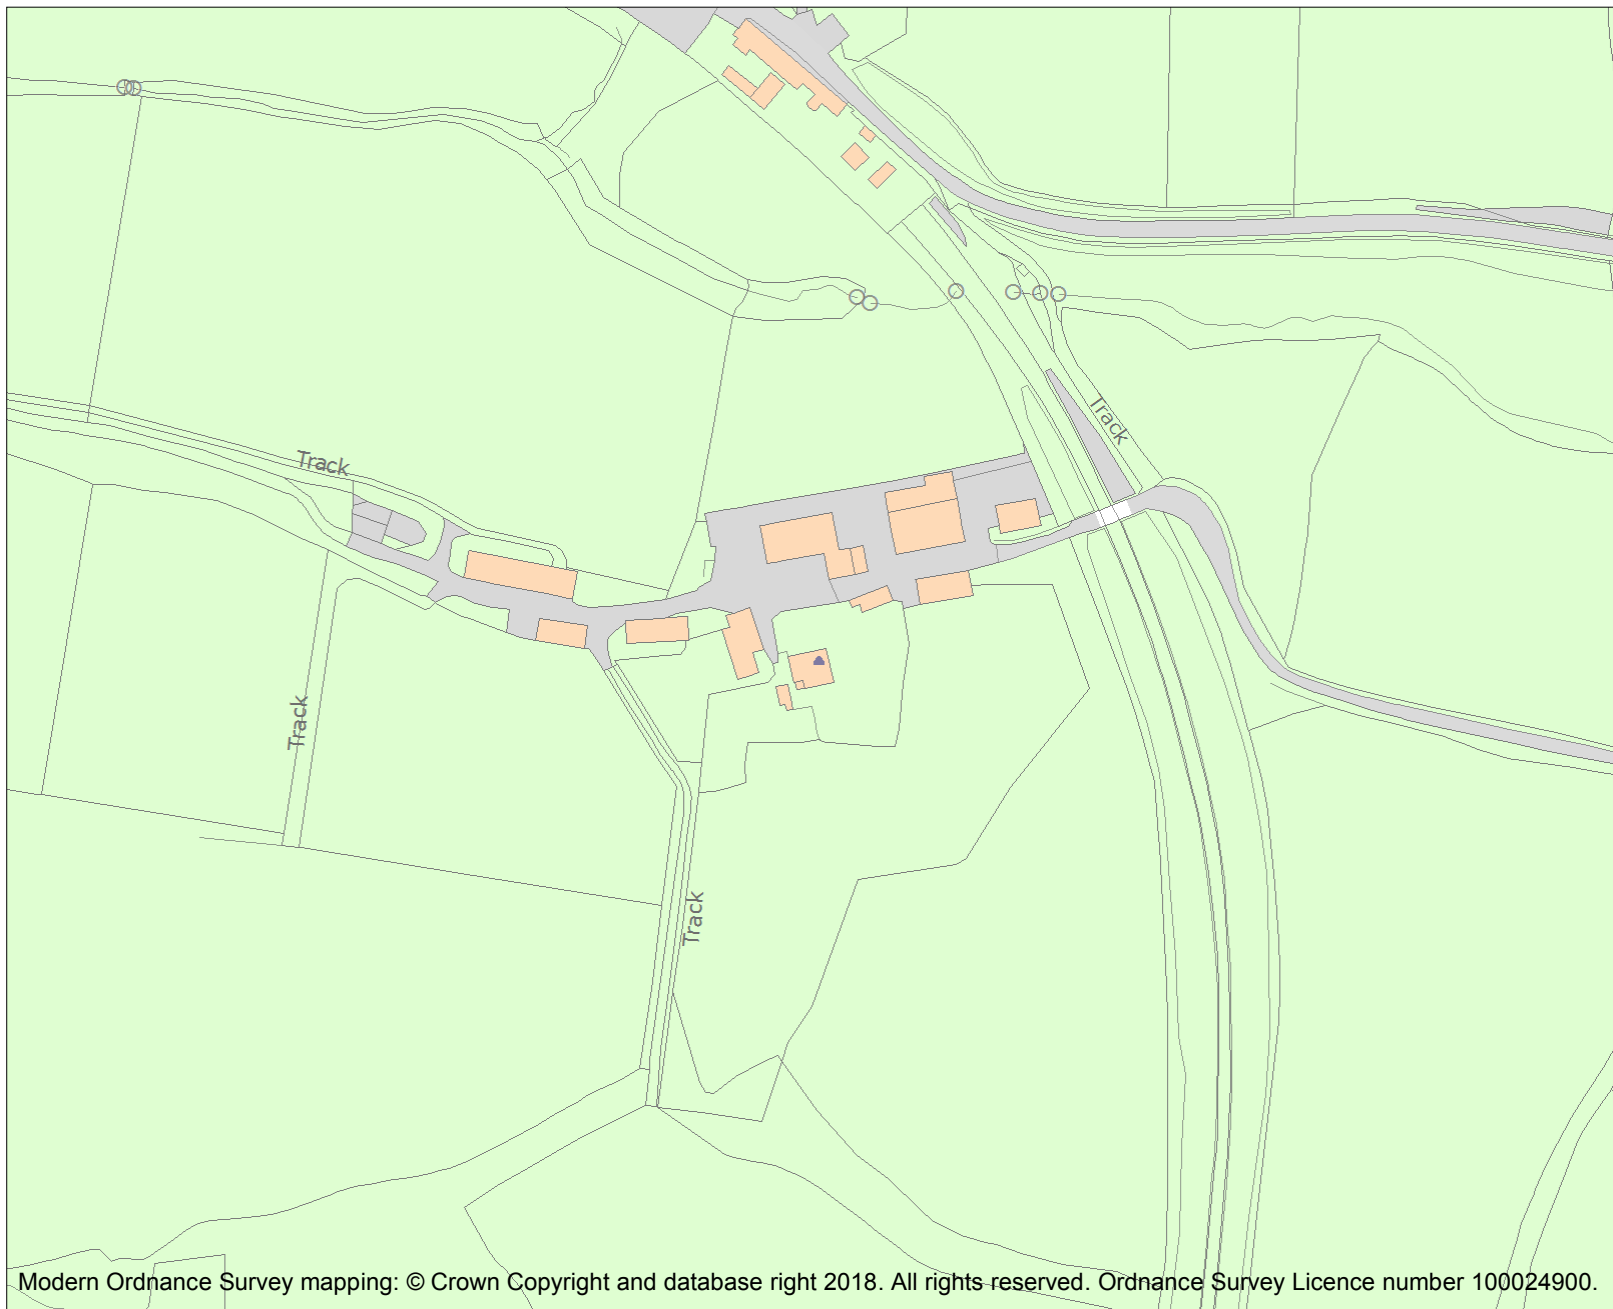 Track
Track
Track
Track
Modern Ordnance Survey mapping: © Crown Copyright and database right 2018. All rights reserved. Ordnance Survey Licence number 100024900.